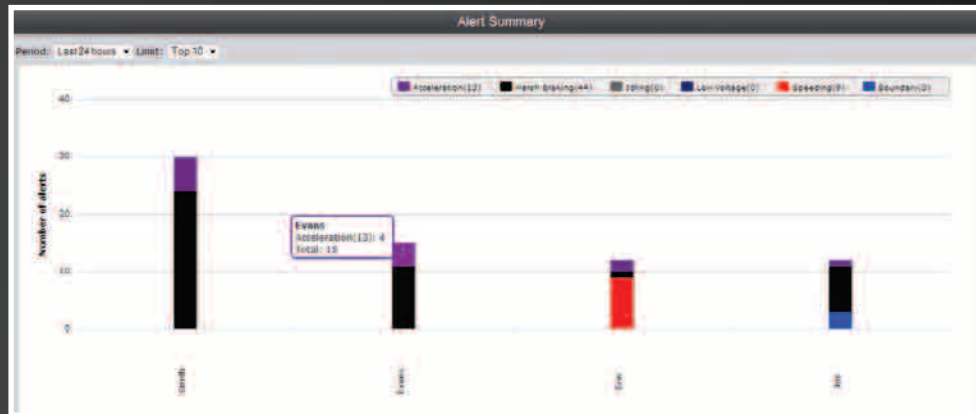 Alert Summary
Period: Last 24 hours Limit: Top 10
Acceleration(13) Harsh Braking(44) Idling(0) Low Voltage(0) Speeding(9) Boundary(3)
40
30
Number of alerts
20
Evans
Acceleration(13): 4
Total: 15
10
0
Evans